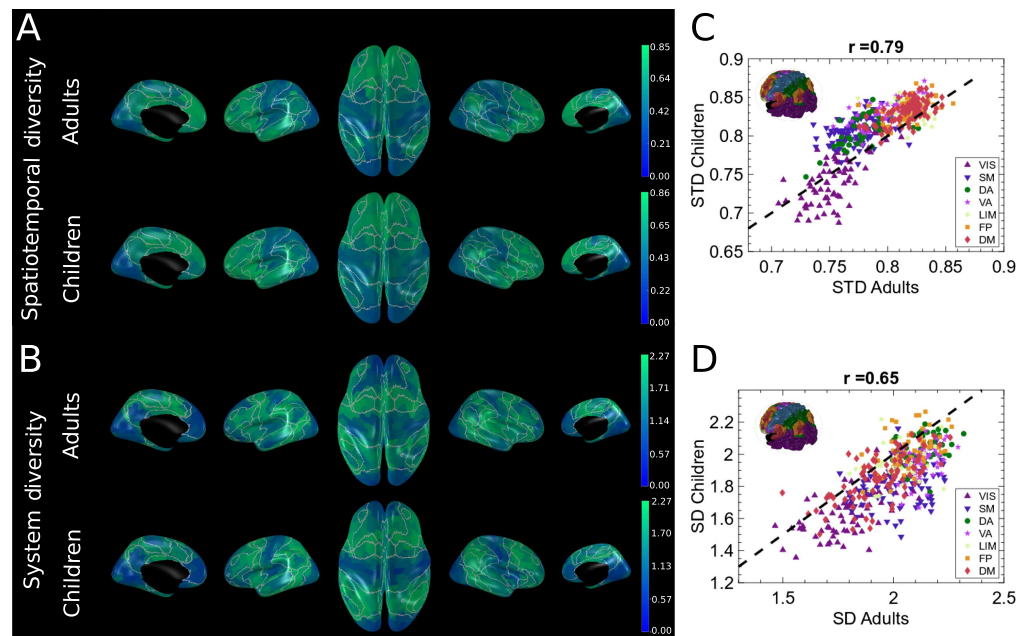 A
Spatiotemporal diversity
Adults
0.85
0.64
0.42
0.21
0.00
Children
0.86
0.65
0.43
0.22
0.00
B
System diversity
Adults
2.27
1.71
1.14
0.57
0.00
Children
2.27
1.70
1.13
0.57
0.00
C
r =0.79
STD Children
0.9
0.85
0.8
0.75
0.7
0.65
VIS
SM
DA
VA
LIM
FP
DM
0.7 0.75 0.8 0.85 0.9
STD Adults
D
r =0.65
SD Children
2.2
2
1.8
1.6
1.4
1.2
VIS
SM
DA
VA
LIM
FP
DM
1.5 2 2.5
SD Adults